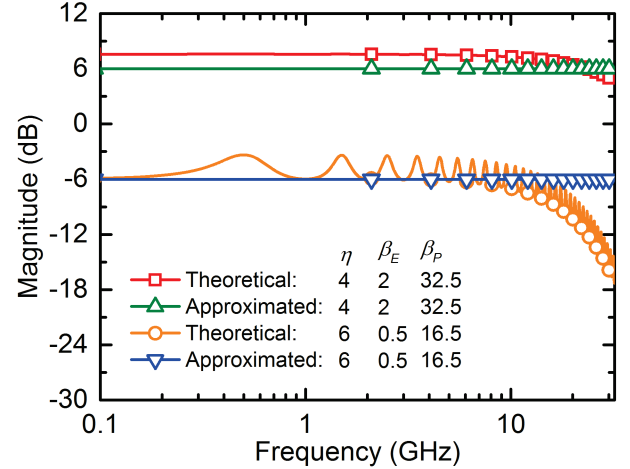 12
6
0
-6
-12
-18
-24
-30
Magnitude (dB)
η β_E β_P
Theoretical: 4 2 32.5
Approximated: 4 2 32.5
Theoretical: 6 0.5 16.5
Approximated: 6 0.5 16.5
0.1 1 10
Frequency (GHz)